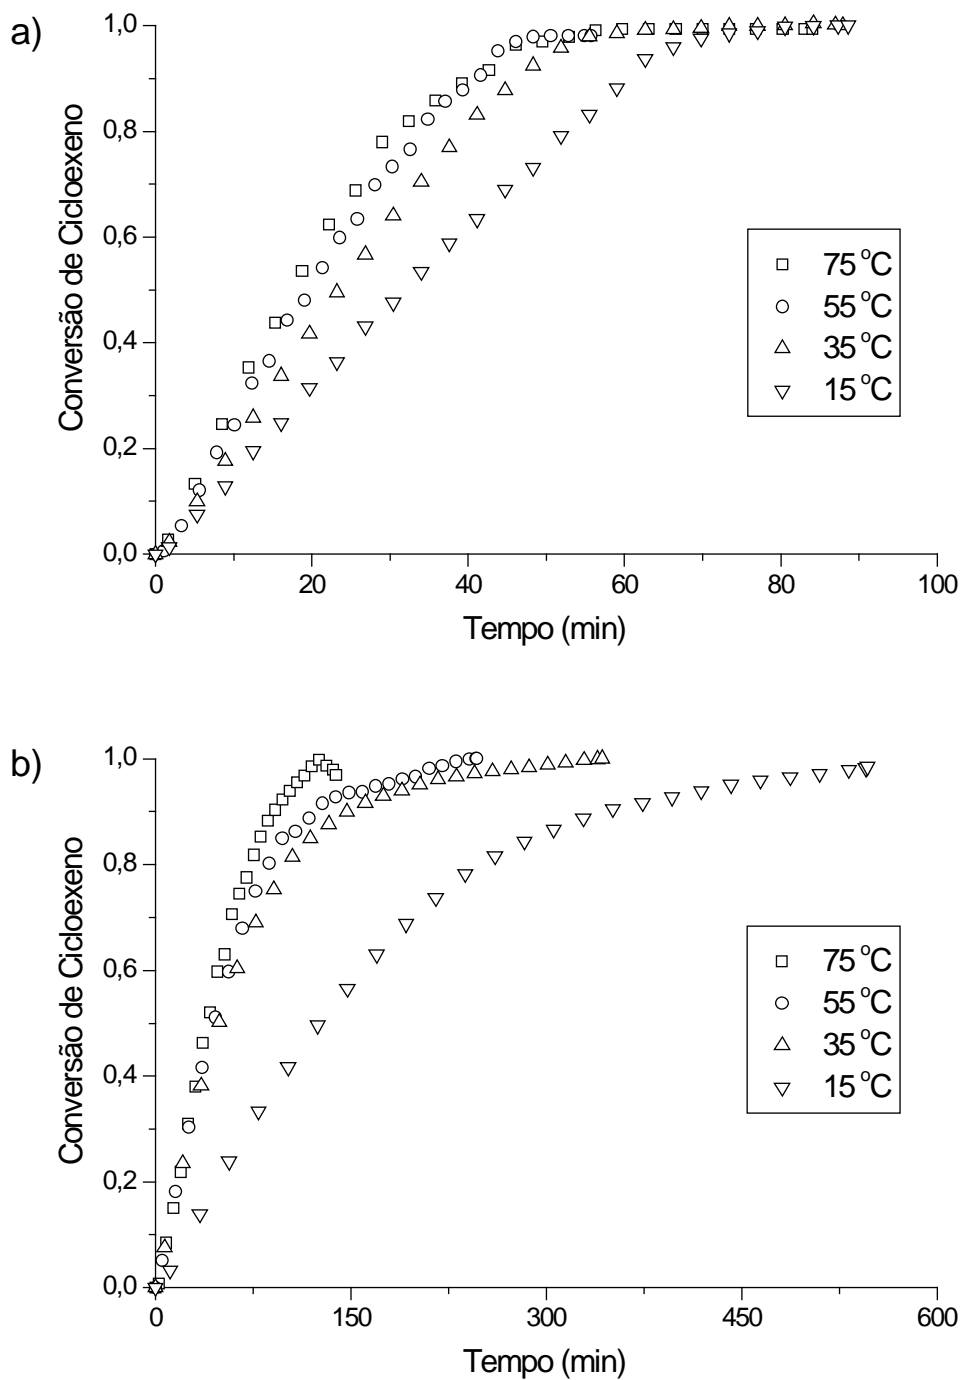 a)
1,0
0,8
0,6
0,4
0,2
0,0
Conversão de Cicloexeno
75 °C
55 °C
35 °C
15 °C
0 20 40 60 80 100
Tempo (min)
b)
1,0
0,8
0,6
0,4
0,2
0,0
Conversão de Cicloexeno
75 °C
55 °C
35 °C
15 °C
0 150 300 450 600
Tempo (min)